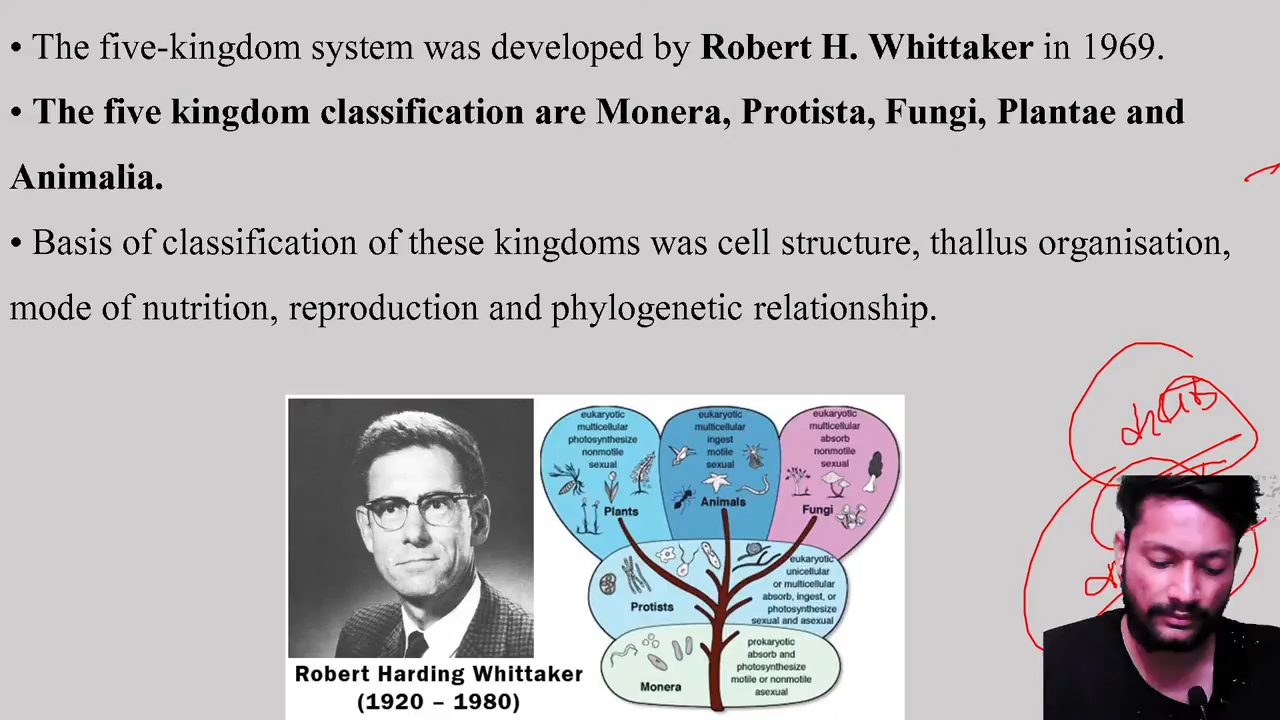 • The five-kingdom system was developed by Robert H. Whittaker in 1969.
• The five kingdom classification are Monera, Protista, Fungi, Plantae and
Animalia.
• Basis of classification of these kingdoms was cell structure, thallus organisation,
mode of nutrition, reproduction and phylogenetic relationship.
Robert Harding Whittaker
(1920 – 1980)
eukaryotic
multicellular
photosynthesize
nonmotile
sexual
Plants
eukaryotic
multicellular
ingest
motile
sexual
Animals
eukaryotic
multicellular
absorb
nonmotile
sexual
Fungi
Protists
eukaryotic
unicellular
or multicellular
absorb, ingest, or
photosynthesize
sexual and asexual
Monera
prokaryotic
absorb and
photosynthesize
motile or nonmotile
asexual